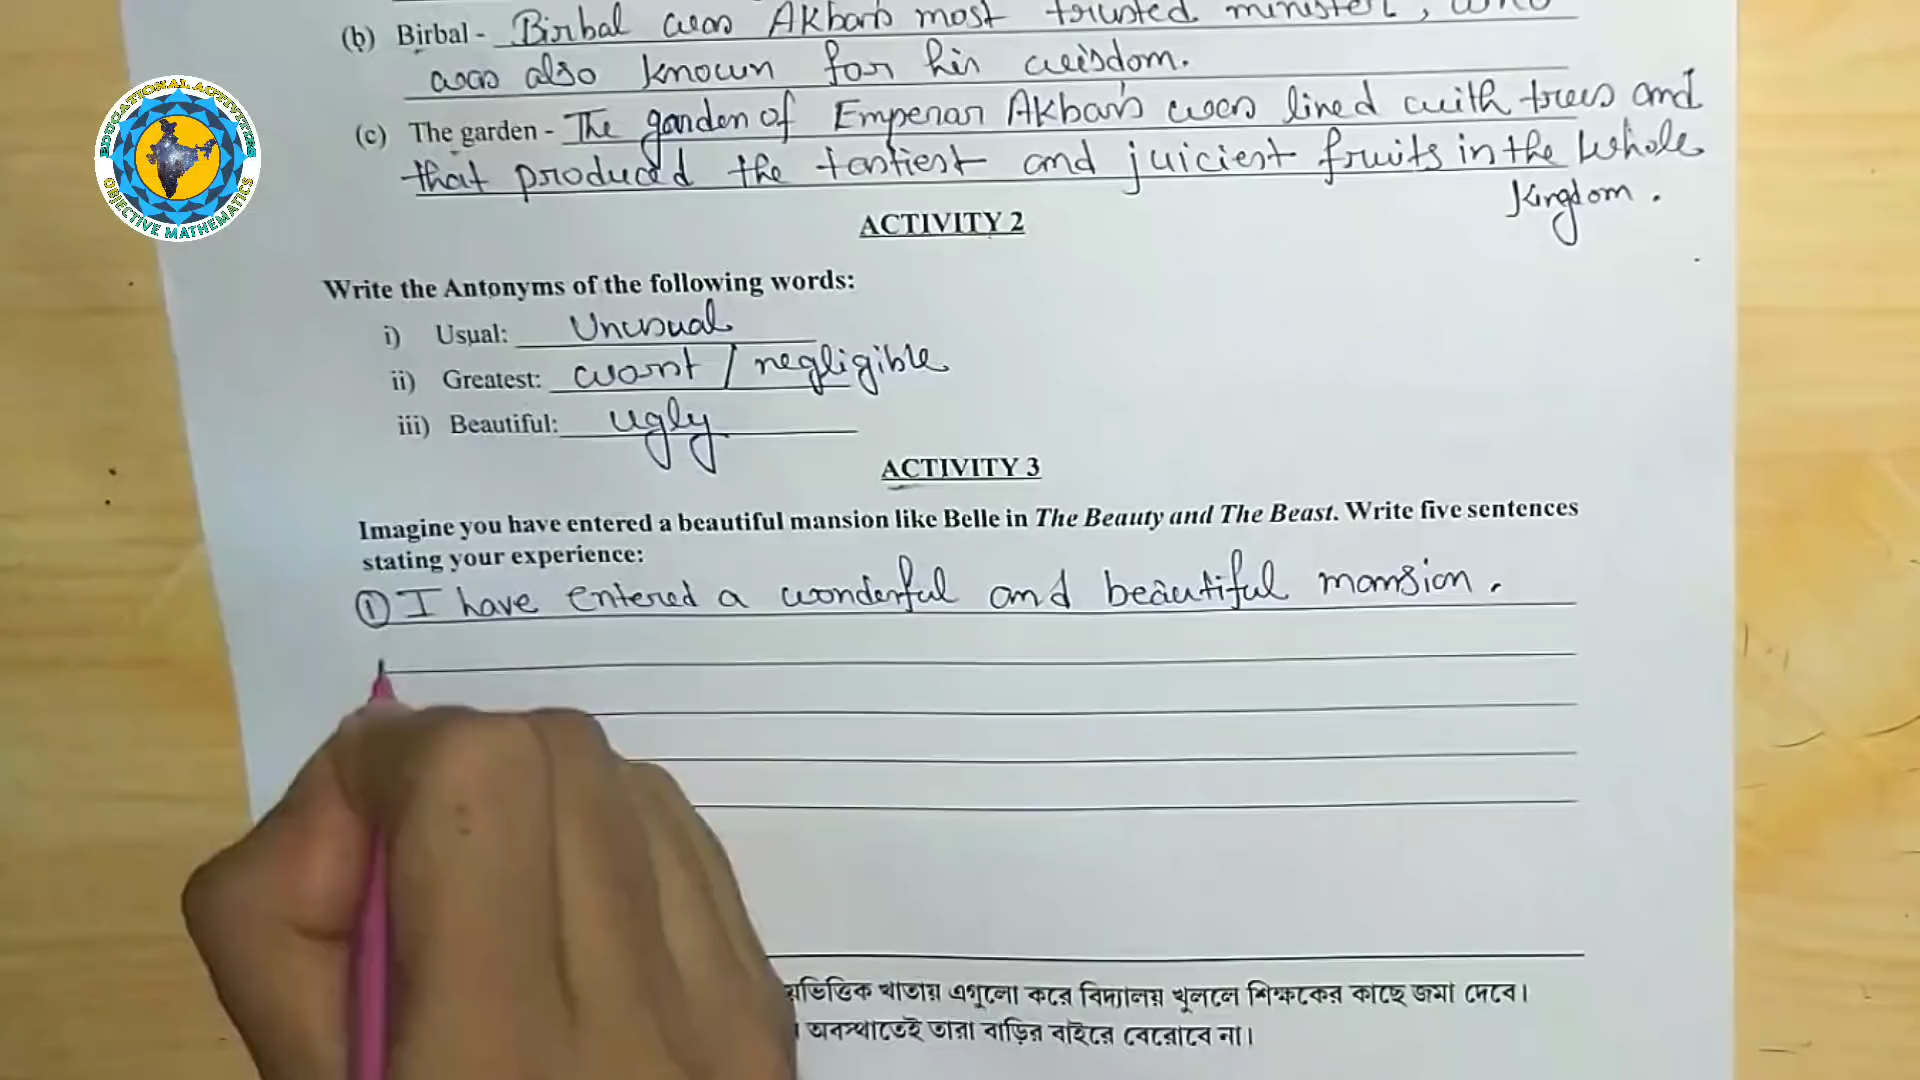 (b) Birbal - Birbal was Akbar's most trusted minister, who
was also known for his wisdom.
EDUCATIONAL ACTIVITIES
OBJECTIVE MATHEMATICS
(c) The garden - The garden of Emperor Akbar's was lined with trees and
that produced the tastiest and juiciest fruits in the whole
Kingdom.
ACTIVITY 2
Write the Antonyms of the following words:
i) Usual: Unusual
ii) Greatest: worst / negligible
iii) Beautiful: ugly
ACTIVITY 3
Imagine you have entered a beautiful mansion like Belle in The Beauty and The Beast. Write five sentences
stating your experience:
① I have entered a wonderful and beautiful mansion.
খাতায় এগুলো করে বিদ্যালয় খুললে শিক্ষকের কাছে জমা দেবে।
অবস্থাতেই তারা বাড়ির বাইরে বেরোবে না।